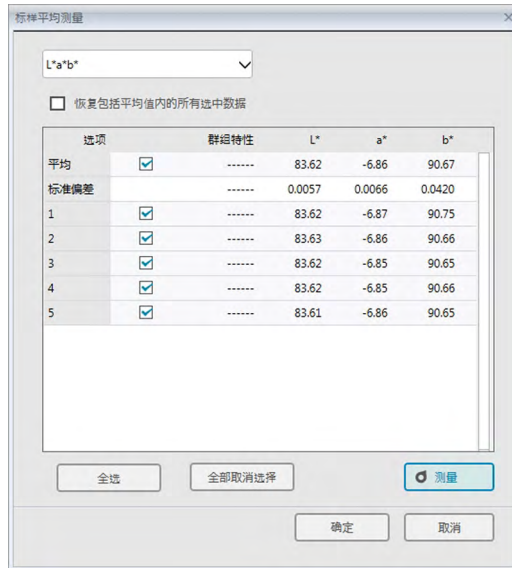 标样平均测量
L*a*b*
恢复包括平均值内的所有选中数据
选项 群组特性 L* a* b*
平均 ------ 83.62 -6.86 90.67
标准偏差 ------ 0.0057 0.0066 0.0420
1 ------ 83.62 -6.87 90.75
2 ------ 83.63 -6.86 90.66
3 ------ 83.62 -6.85 90.65
4 ------ 83.62 -6.85 90.66
5 ------ 83.61 -6.86 90.65
全选 全部取消选择 测量
确定 取消